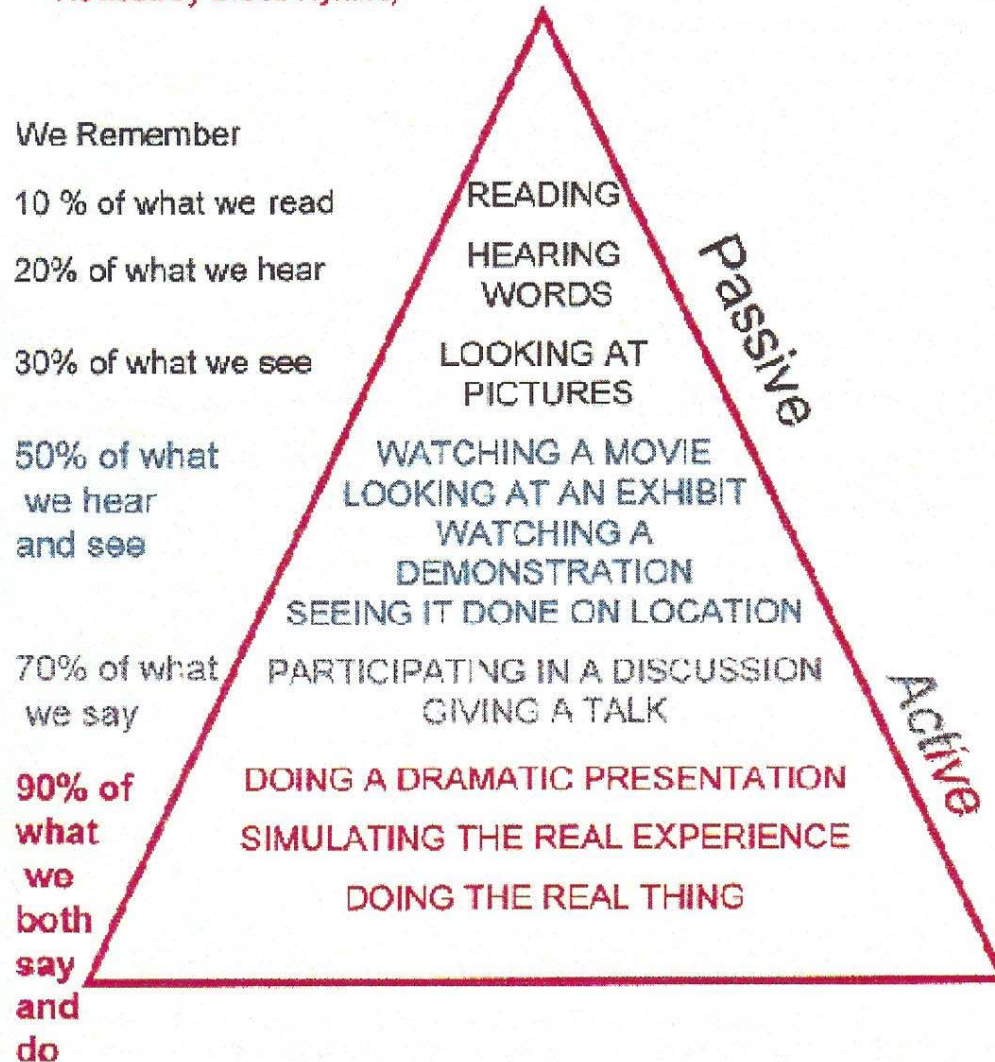 We Remember
10 % of what we read
READING
20% of what we hear
HEARING
WORDS
30% of what we see
LOOKING AT
PICTURES
Passive
50% of what
we hear
and see
WATCHING A MOVIE
LOOKING AT AN EXHIBIT
WATCHING A
DEMONSTRATION
SEEING IT DONE ON LOCATION
70% of what
we say
PARTICIPATING IN A DISCUSSION
GIVING A TALK
Active
90% of
what
we
both
say
and
do
DOING A DRAMATIC PRESENTATION
SIMULATING THE REAL EXPERIENCE
DOING THE REAL THING